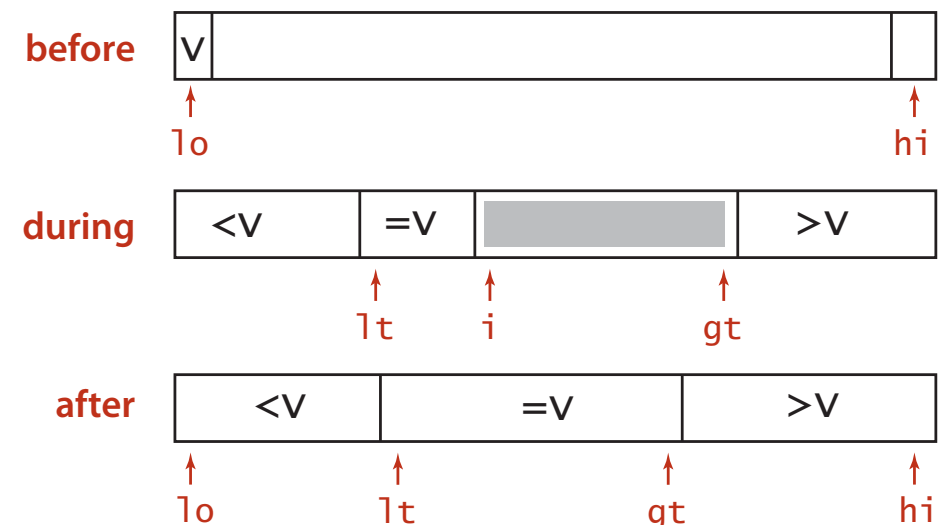 before v
lo hi
during <v =v >v
lt i gt
after <v =v >v
lo lt gt hi